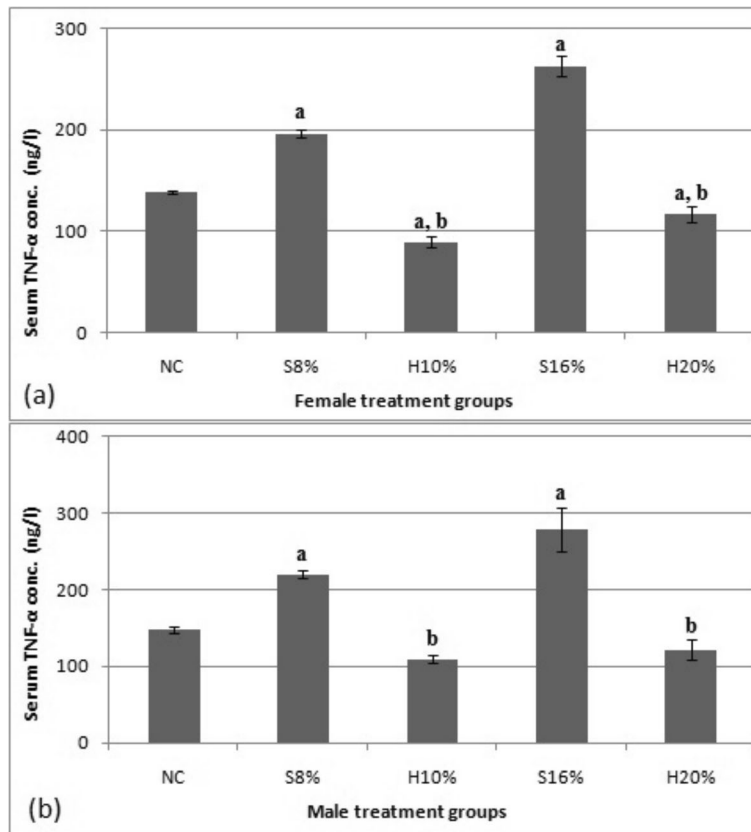 300
200
100
0
Seum TNF-α conc. (ng/l)
a
a, b
a
a, b
NC S8% H10% S16% H20%
(a) Female treatment groups
400
300
200
100
0
Serum TNF-α conc. (ng/l)
a
b
a
b
NC S8% H10% S16% H20%
(b) Male treatment groups